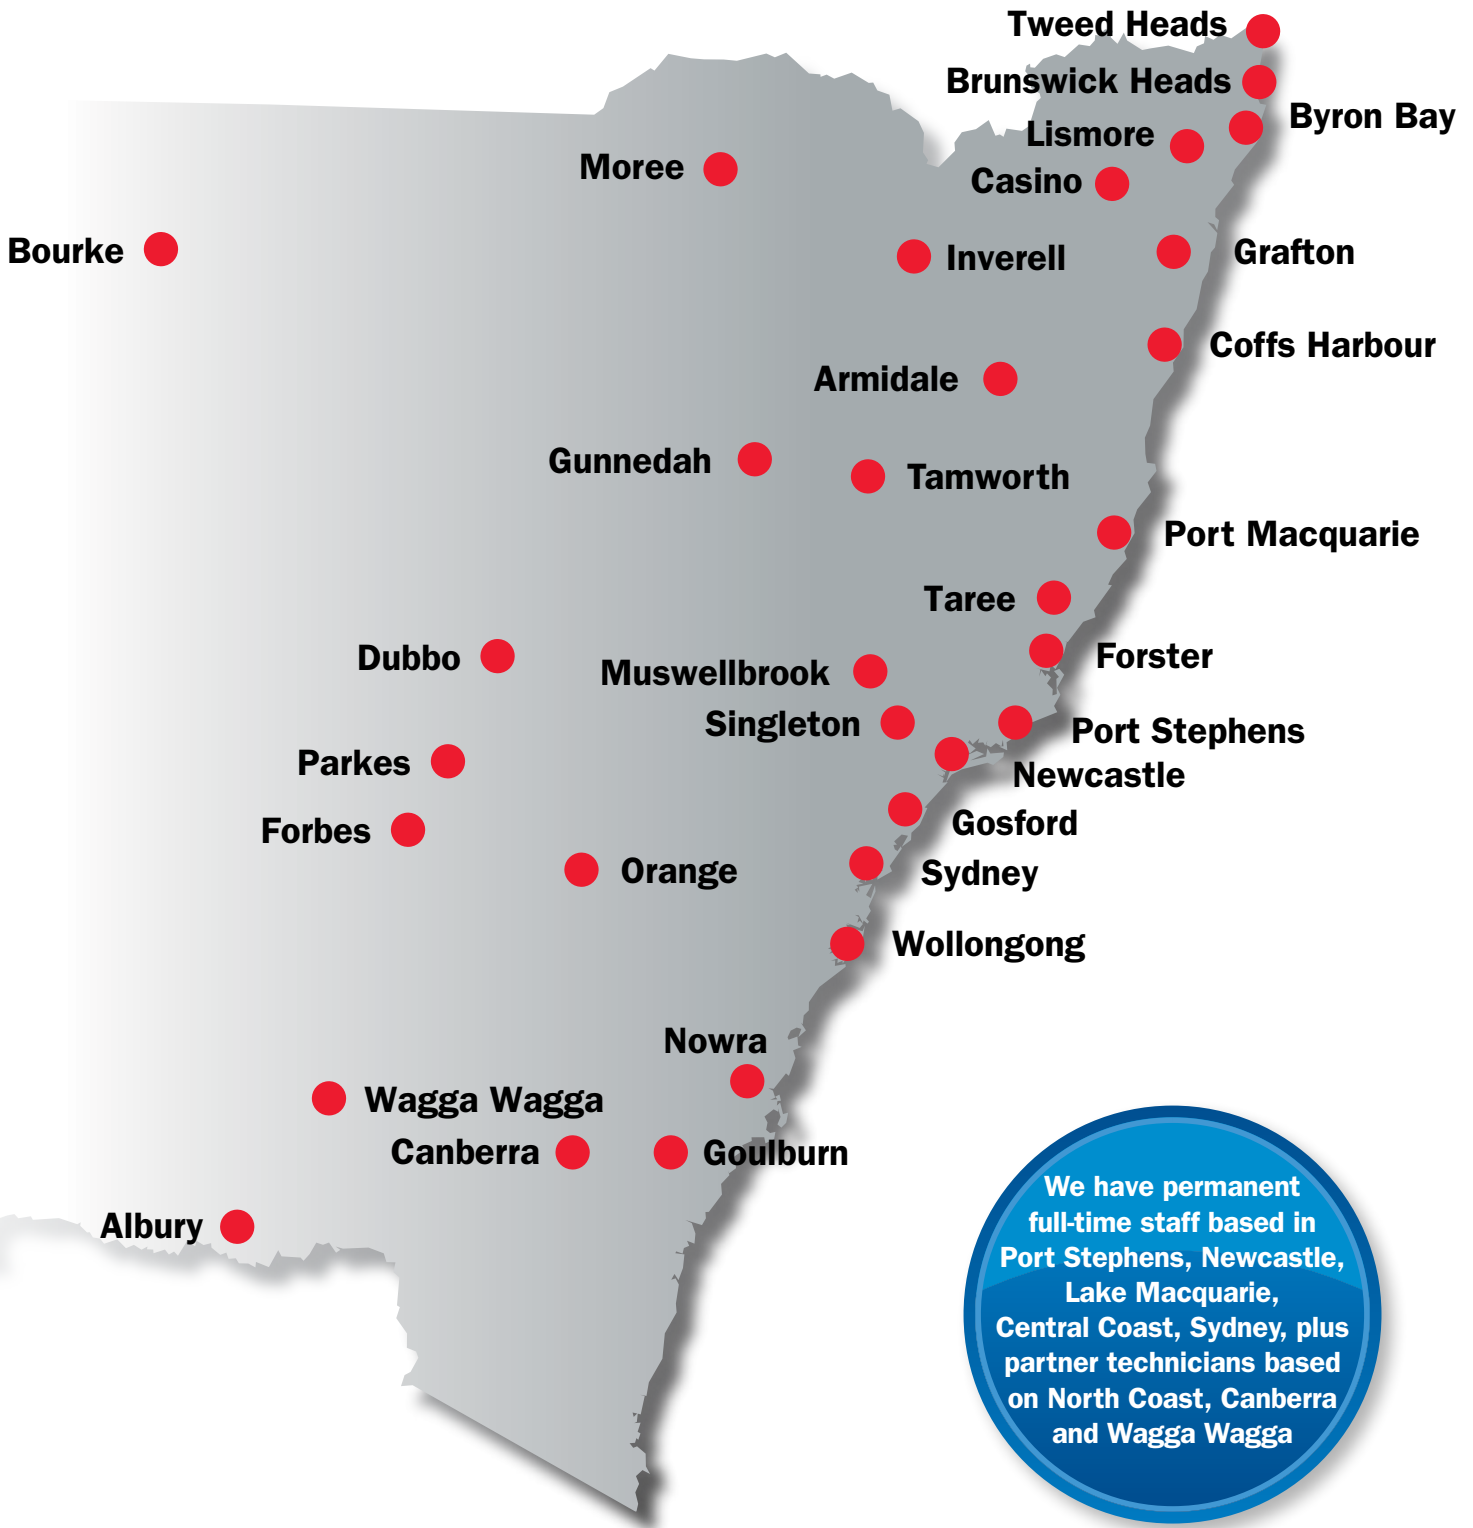 Tweed Heads
Brunswick Heads
Byron Bay
Lismore
Moree
Casino
Bourke
Inverell
Grafton
Coffs Harbour
Armidale
Gunnedah
Tamworth
Port Macquarie
Taree
Forster
Dubbo
Muswellbrook
Singleton
Port Stephens
Parkes
Newcastle
Gosford
Forbes
Orange
Sydney
Wollongong
Nowra
Wagga Wagga
Canberra
Goulburn
Albury
We have permanent
full-time staff based in
Port Stephens, Newcastle,
Lake Macquarie,
Central Coast, Sydney, plus
partner technicians based
on North Coast, Canberra
and Wagga Wagga